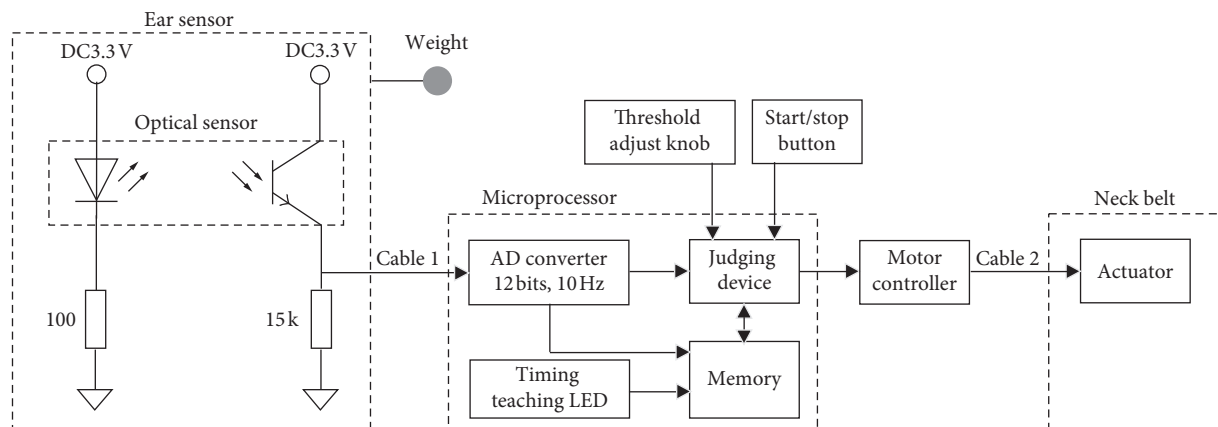 Ear sensor
DC3.3 V
DC3.3 V
Weight
Optical sensor
Threshold
adjust knob
Start/stop
button
Microprocessor
Neck belt
Cable 1
AD converter
12 bits, 10 Hz
Judging
device
Motor
controller
Cable 2
Actuator
100
15 k
Timing
teaching LED
Memory